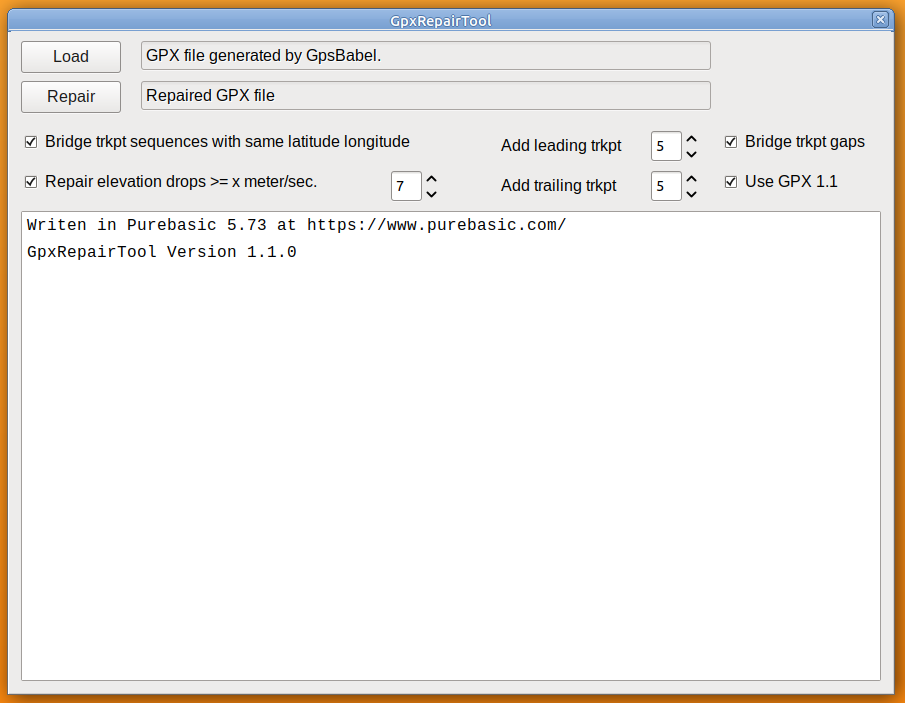 GpxRepairTool
Load GPX file generated by GpsBabel.
Repair Repaired GPX file
Bridge trkpt sequences with same latitude longitude Add leading trkpt 5 Bridge trkpt gaps
Repair elevation drops >= x meter/sec. 7 Add trailing trkpt 5 Use GPX 1.1
Writen in Purebasic 5.73 at https://www.purebasic.com/
GpxRepairTool Version 1.1.0